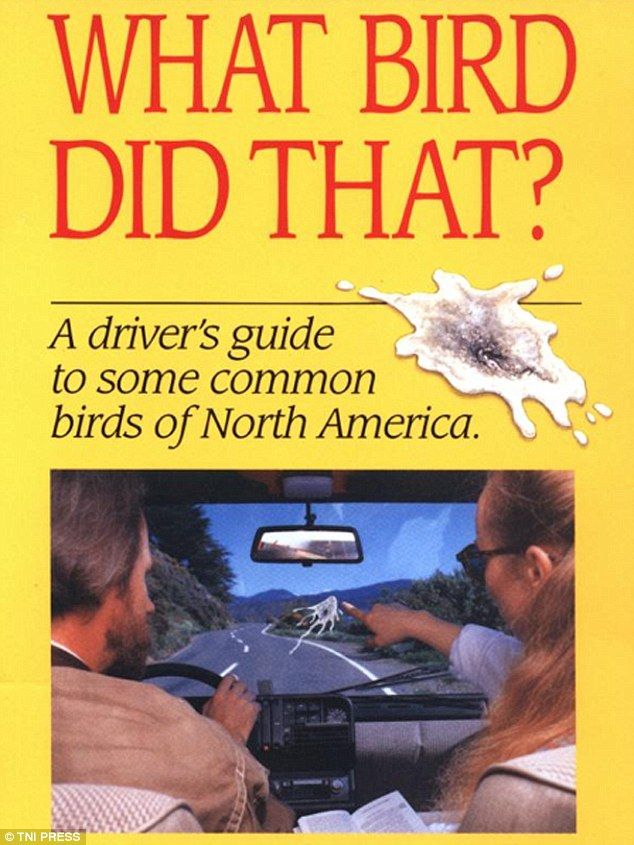 WHAT BIRD
DID THAT?
A driver's guide
to some common
birds of North America.
© TNI PRESS